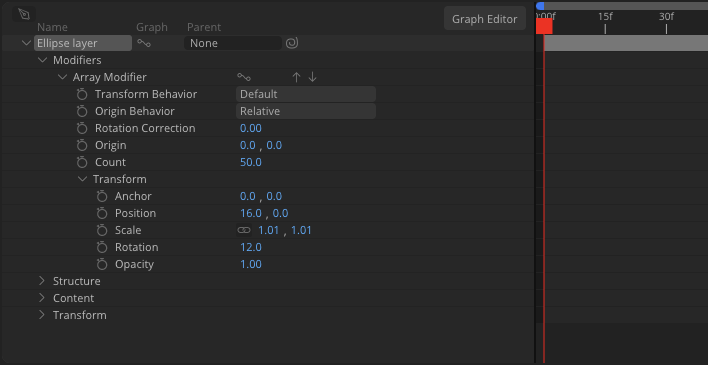 Graph Editor
Name Graph Parent
0:00f 15f 30f
Ellipse layer None
Modifiers
Array Modifier
Transform Behavior Default
Origin Behavior Relative
Rotation Correction 0.00
Origin 0.0 , 0.0
Count 50.0
Transform
Anchor 0.0 , 0.0
Position 16.0 , 0.0
Scale 1.01 , 1.01
Rotation 12.0
Opacity 1.00
Structure
Content
Transform